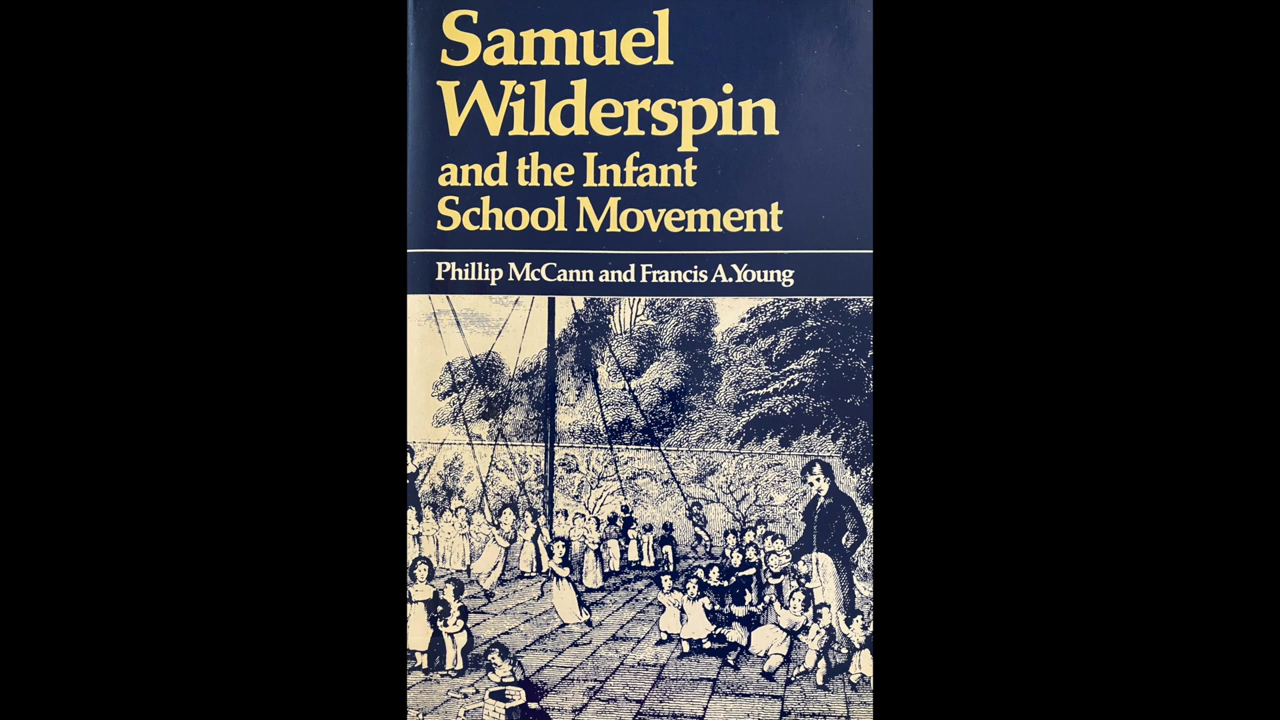 Samuel
Wilderspin
and the Infant
School Movement
Phillip McCann and Francis A.Young